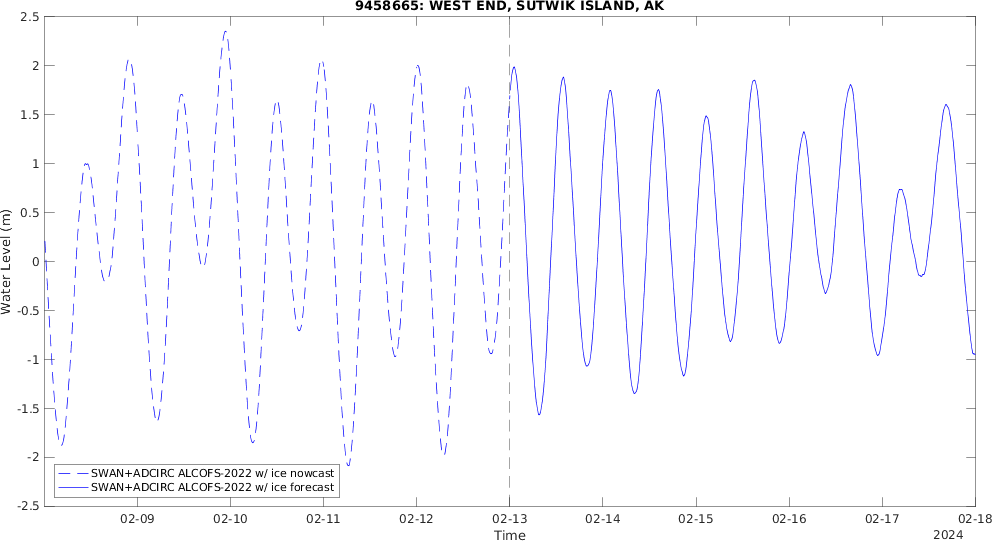 9458665: WEST END, SUTWIK ISLAND, AK
2.5
2
1.5
1
0.5
0
-0.5
-1
-1.5
-2
-2.5
Water Level (m)
SWAN+ADCIRC ALCOFS-2022 w/ ice nowcast
SWAN+ADCIRC ALCOFS-2022 w/ ice forecast
02-09 02-10 02-11 02-12 02-13 02-14 02-15 02-16 02-17 02-18
Time
2024